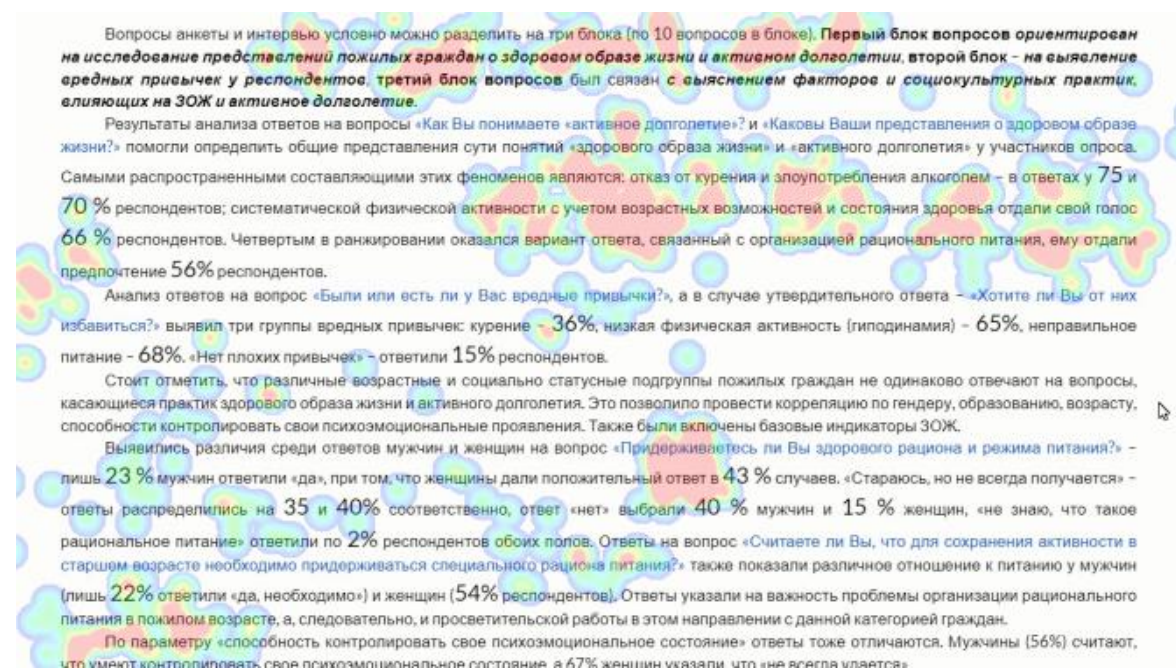 Вопросы анкеты и интервью условно можно разделить на три блока (по 10 вопросов в блоке). Первый блок вопросов ориентирован
на исследование представлений пожилых граждан о здоровом образе жизни и активном долголетии, второй блок – на выявление
вредных привычек у респондентов, третий блок вопросов был связан с выяснением факторов и социокультурных практик,
влияющих на ЗОЖ и активное долголетие.
Результаты анализа ответов на вопросы «Как Вы понимаете «активное долголетие»? и «Каковы Ваши представления о здоровом образе
жизни?» помогли определить общие представления сути понятий «здорового образа жизни» и «активного долголетия» у участников опроса.
Самыми распространенными составляющими этих феноменов являются: отказ от курения и злоупотребления алкоголем – в ответах у 75 и
70 % респондентов; систематической физической активности с учетом возрастных возможностей и состояния здоровья отдали свой голос
66 % респондентов. Четвертым в ранжировании оказался вариант ответа, связанный с организацией рационального питания, ему отдали
предпочтение 56% респондентов.
Анализ ответов на вопрос «Были или есть ли у Вас вредные привычки?», а в случае утвердительного ответа – «Хотите ли Вы от них
избавиться?» выявил три группы вредных привычек: курение – 36%, низкая физическая активность (гиподинамия) – 65%, неправильное
питание – 68%. «Нет плохих привычек» – ответили 15% респондентов.
Стоит отметить, что различные возрастные и социально статусные подгруппы пожилых граждан не одинаково отвечают на вопросы,
касающиеся практик здорового образа жизни и активного долголетия. Это позволило провести корреляцию по гендеру, образованию, возрасту,
способности контролировать свои психоэмоциональные проявления. Также были включены базовые индикаторы ЗОЖ.
Выявились различия среди ответов мужчин и женщин на вопрос «Придерживаетесь ли Вы здорового рациона и режима питания?» –
лишь 23 % мужчин ответили «да», при том, что женщины дали положительный ответ в 43 % случаев. «Стараюсь, но не всегда получается» –
ответы распределились на 35 и 40% соответственно, ответ «нет» выбрали 40 % мужчин и 15 % женщин, «не знаю, что такое
рациональное питание» ответили по 2% респондентов обоих полов. Ответы на вопрос «Считаете ли Вы, что для сохранения активности в
старшем возрасте необходимо придерживаться специального рациона питания?» также показали различное отношение к питанию у мужчин
(лишь 22% ответили «да, необходимо») и женщин (54% респондентов). Ответы указали на важность проблемы организации рационального
питания в пожилом возрасте, а, следовательно, и просветительской работы в этом направлении с данной категорией граждан.
По параметру «способность контролировать свое психоэмоциональное состояние» ответы тоже отличаются. Мужчины (56%) считают,
что умеют контролировать свое психоэмоциональное состояние, а 67% женщин указали, что «не всегда удается».